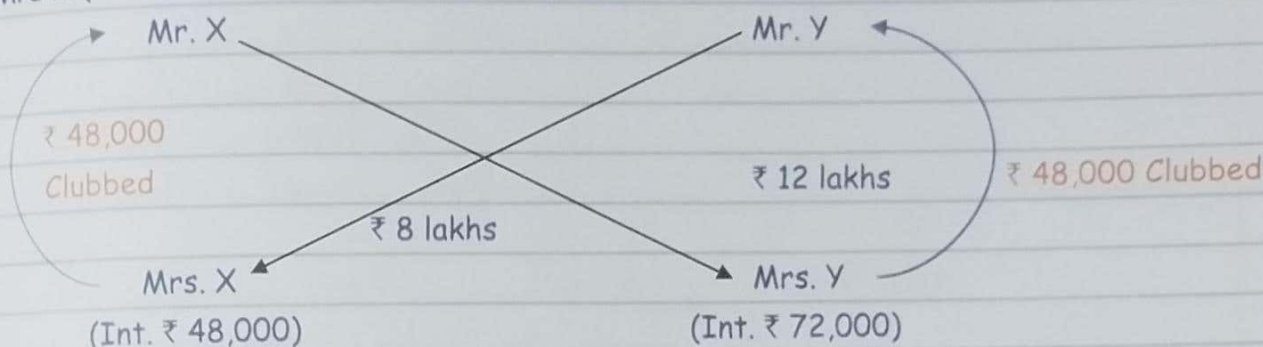 Mr. X
Mr. Y
₹ 48,000
Clubbed
₹ 12 lakhs
₹ 48,000 Clubbed
₹ 8 lakhs
Mrs. X
Mrs. Y
(Int. ₹ 48,000)
(Int. ₹ 72,000)